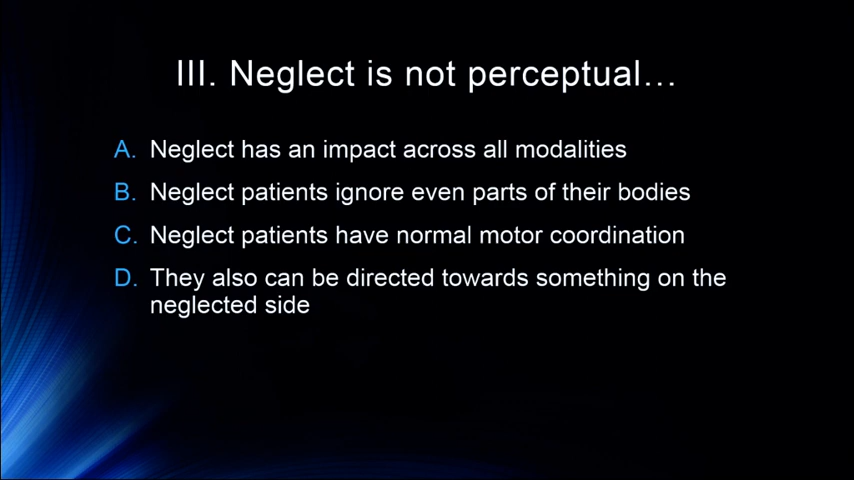 III. Neglect is not perceptual…
A. Neglect has an impact across all modalities
B. Neglect patients ignore even parts of their bodies
C. Neglect patients have normal motor coordination
D. They also can be directed towards something on the
neglected side